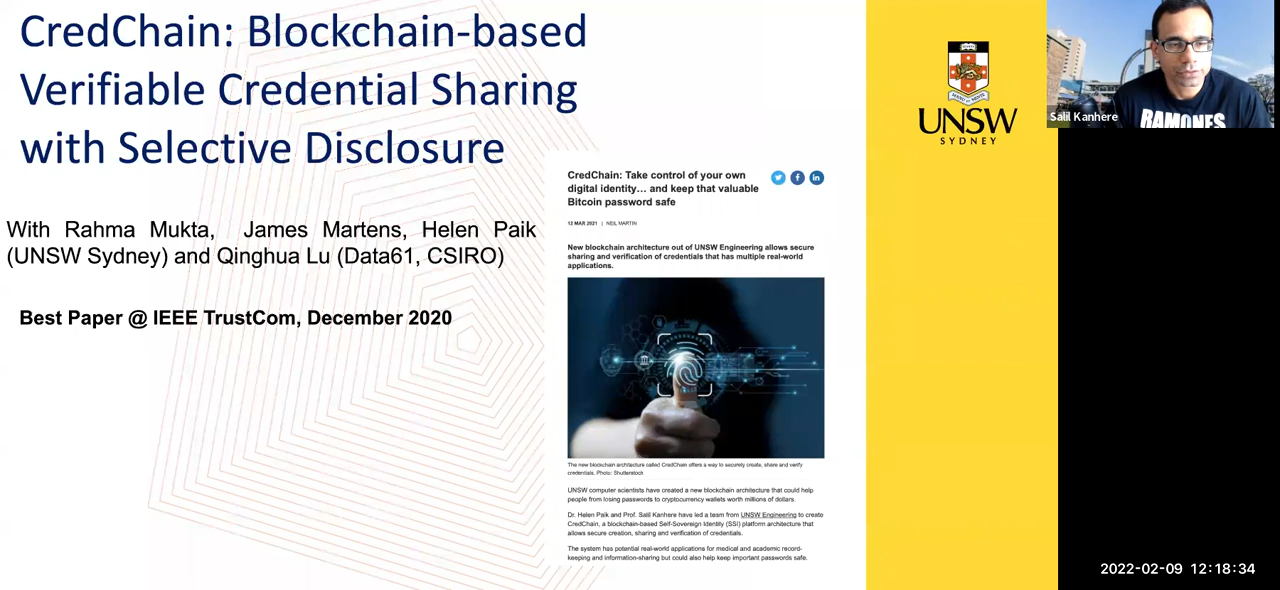 CredChain: Blockchain-based
Verifiable Credential Sharing
with Selective Disclosure
With Rahma Mukta, James Martens, Helen Paik
(UNSW Sydney) and Qinghua Lu (Data61, CSIRO)
Best Paper @ IEEE TrustCom, December 2020
CredChain: Take control of your own
digital identity… and keep that valuable
Bitcoin password safe
12 MAR 2021 | NEIL MARTIN
New blockchain architecture out of UNSW Engineering allows secure
sharing and verification of credentials that has multiple real-world
applications.
The new blockchain architecture called CredChain offers a way to securely create, share and verify
credentials. Photo: Shutterstock
UNSW computer scientists have created a new blockchain architecture that could help
people from losing passwords to cryptocurrency wallets worth millions of dollars.
Dr. Helen Paik and Prof. Salil Kanhere have led a team from UNSW Engineering to create
CredChain, a blockchain-based Self-Sovereign Identity (SSI) platform architecture that
allows secure creation, sharing and verification of credentials.
The system has potential real-world applications for medical and academic record-
keeping and information-sharing but could also help keep important passwords safe.
UNSW
SYDNEY
Salil Kanhere
RAMONES
2022-02-09 12:18:34